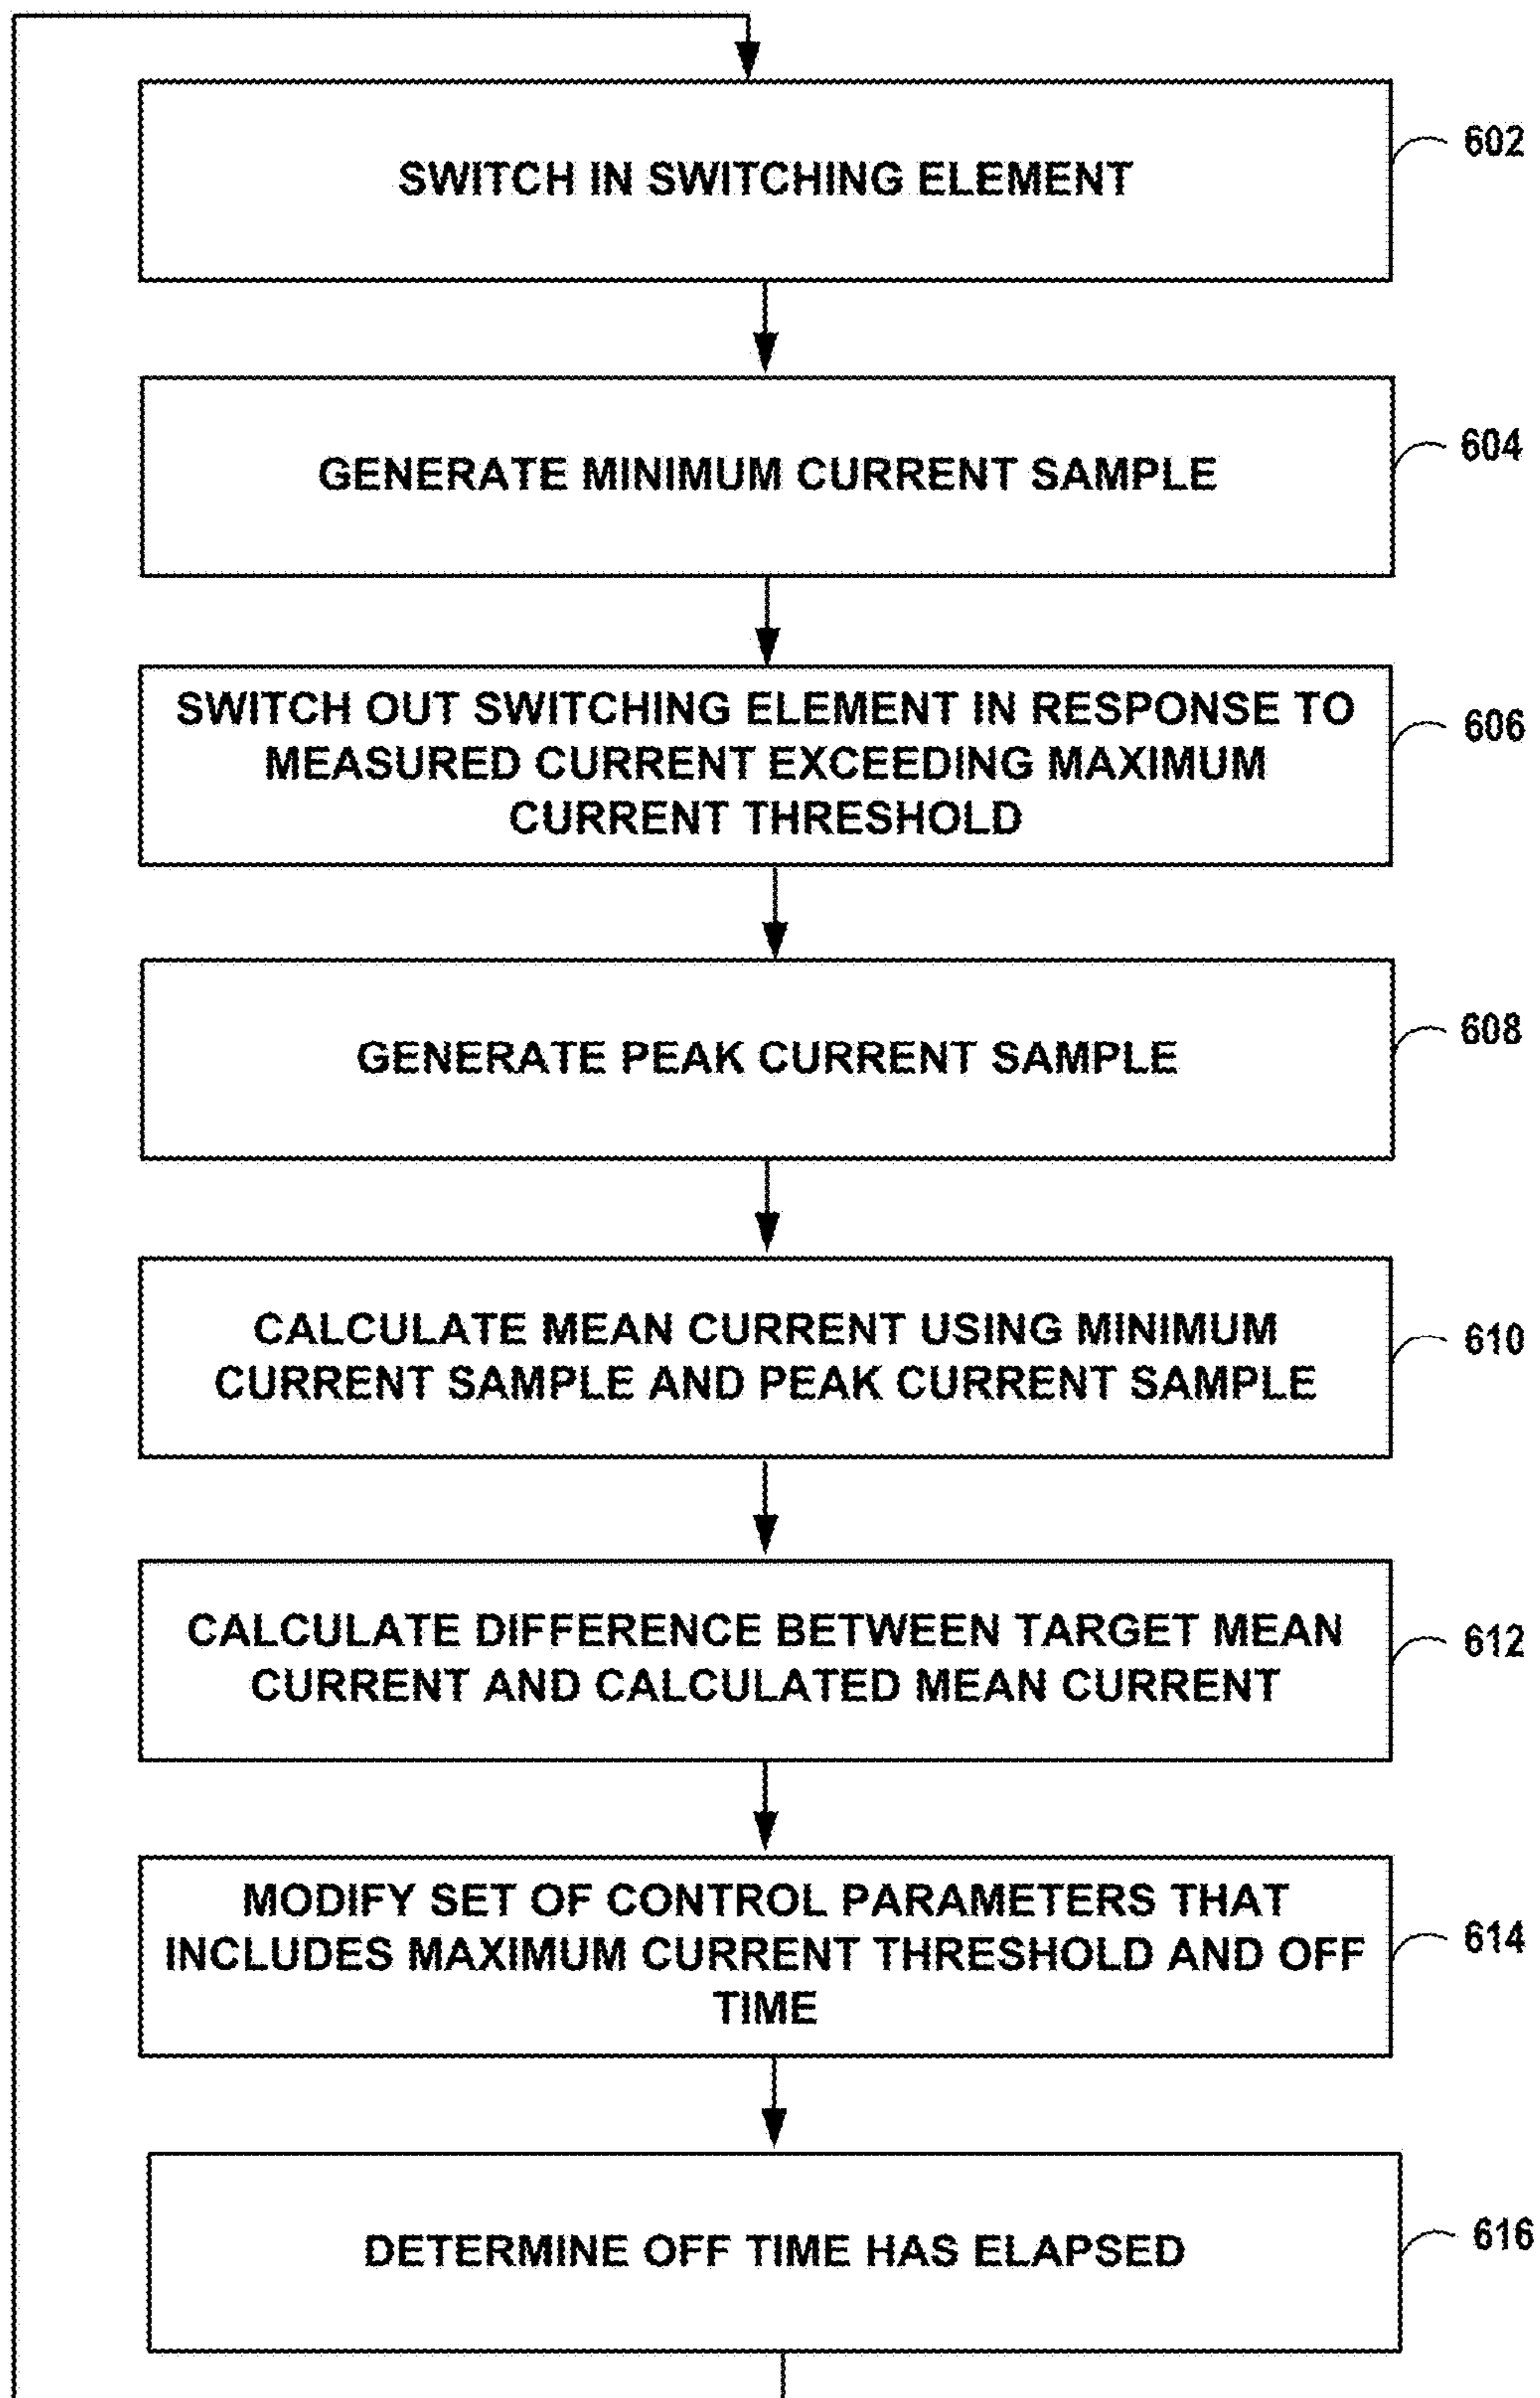 SWITCH IN SWITCHING ELEMENT
602
GENERATE MINIMUM CURRENT SAMPLE
604
SWITCH OUT SWITCHING ELEMENT IN RESPONSE TO
MEASURED CURRENT EXCEEDING MAXIMUM
CURRENT THRESHOLD
606
GENERATE PEAK CURRENT SAMPLE
608
CALCULATE MEAN CURRENT USING MINIMUM
CURRENT SAMPLE AND PEAK CURRENT SAMPLE
610
CALCULATE DIFFERENCE BETWEEN TARGET MEAN
CURRENT AND CALCULATED MEAN CURRENT
612
MODIFY SET OF CONTROL PARAMETERS THAT
INCLUDES MAXIMUM CURRENT THRESHOLD AND OFF
TIME
614
DETERMINE OFF TIME HAS ELAPSED
616